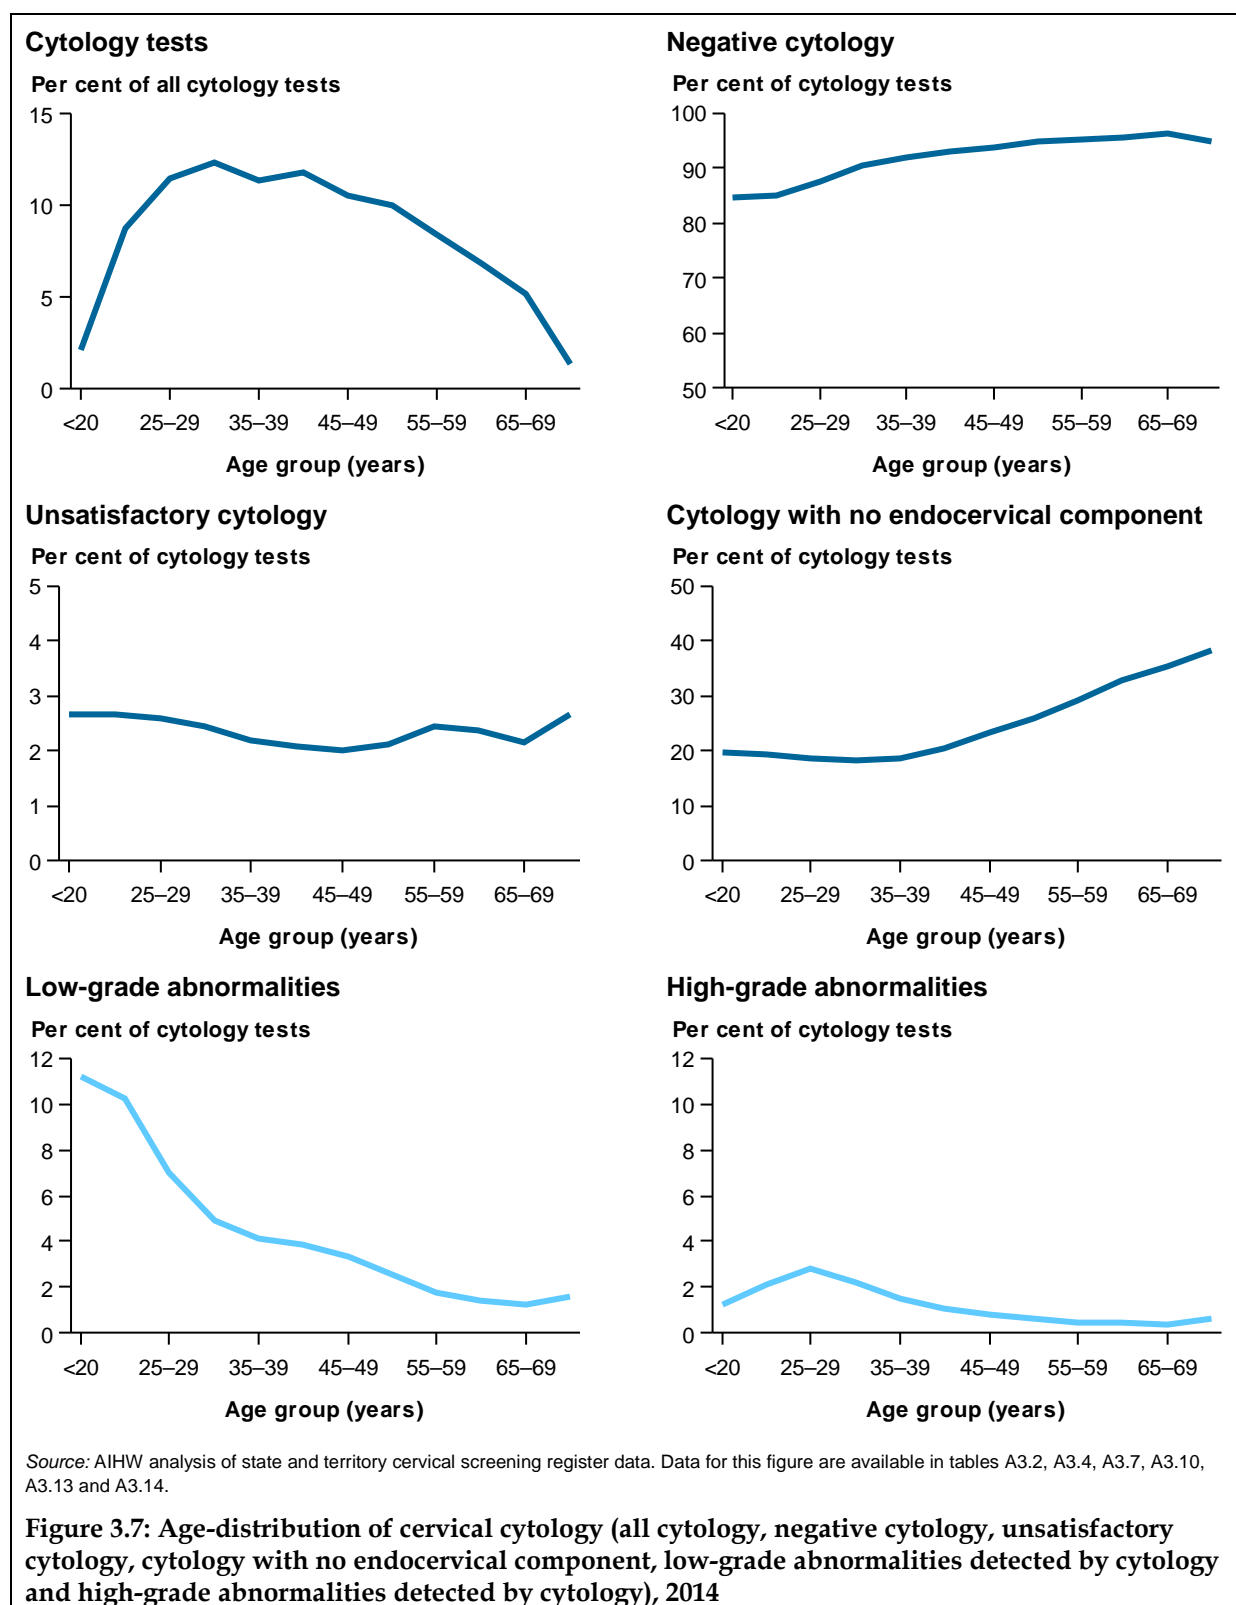 Cytology tests
Per cent of all cytology tests
15
10
5
0
<20 25–29 35–39 45–49 55–59 65–69
Age group (years)
Negative cytology
Per cent of cytology tests
100
90
80
70
60
50
<20 25–29 35–39 45–49 55–59 65–69
Age group (years)
Unsatisfactory cytology
Per cent of cytology tests
5
4
3
2
1
0
<20 25–29 35–39 45–49 55–59 65–69
Age group (years)
Cytology with no endocervical component
Per cent of cytology tests
50
40
30
20
10
0
<20 25–29 35–39 45–49 55–59 65–69
Age group (years)
Low-grade abnormalities
Per cent of cytology tests
12
10
8
6
4
2
0
<20 25–29 35–39 45–49 55–59 65–69
Age group (years)
High-grade abnormalities
Per cent of cytology tests
12
10
8
6
4
2
0
<20 25–29 35–39 45–49 55–59 65–69
Age group (years)
Source: AIHW analysis of state and territory cervical screening register data. Data for this figure are available in tables A3.2, A3.4, A3.7, A3.10,
A3.13 and A3.14.
Figure 3.7: Age-distribution of cervical cytology (all cytology, negative cytology, unsatisfactory
cytology, cytology with no endocervical component, low-grade abnormalities detected by cytology
and high-grade abnormalities detected by cytology), 2014